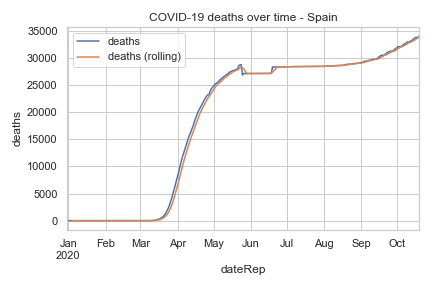 COVID-19 deaths over time - Spain
deaths
deaths (rolling)
35000
30000
25000
20000
15000
10000
5000
0
deaths
Jan Feb Mar Apr May Jun Jul Aug Sep Oct
2020
dateRep